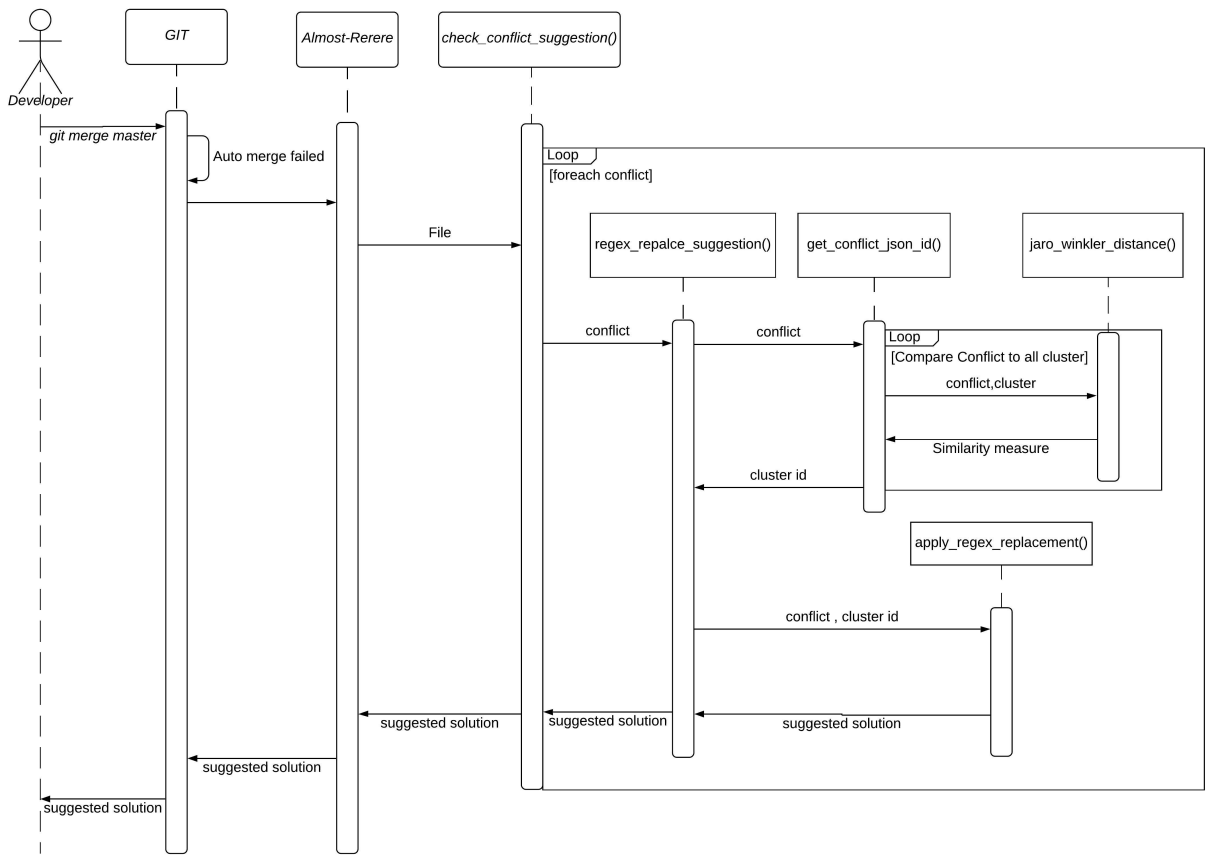 GIT
Almost-Rerere
check_conflict_suggestion()
Developer
git merge master
Auto merge failed
Loop
[foreach conflict]
File
regex_repalce_suggestion()
get_conflict_json_id()
jaro_winkler_distance()
conflict
conflict
Loop
[Compare Conflict to all cluster]
conflict,cluster
Similarity measure
cluster id
apply_regex_replacement()
conflict , cluster id
suggested solution
suggested solution
suggested solution
suggested solution
suggested solution